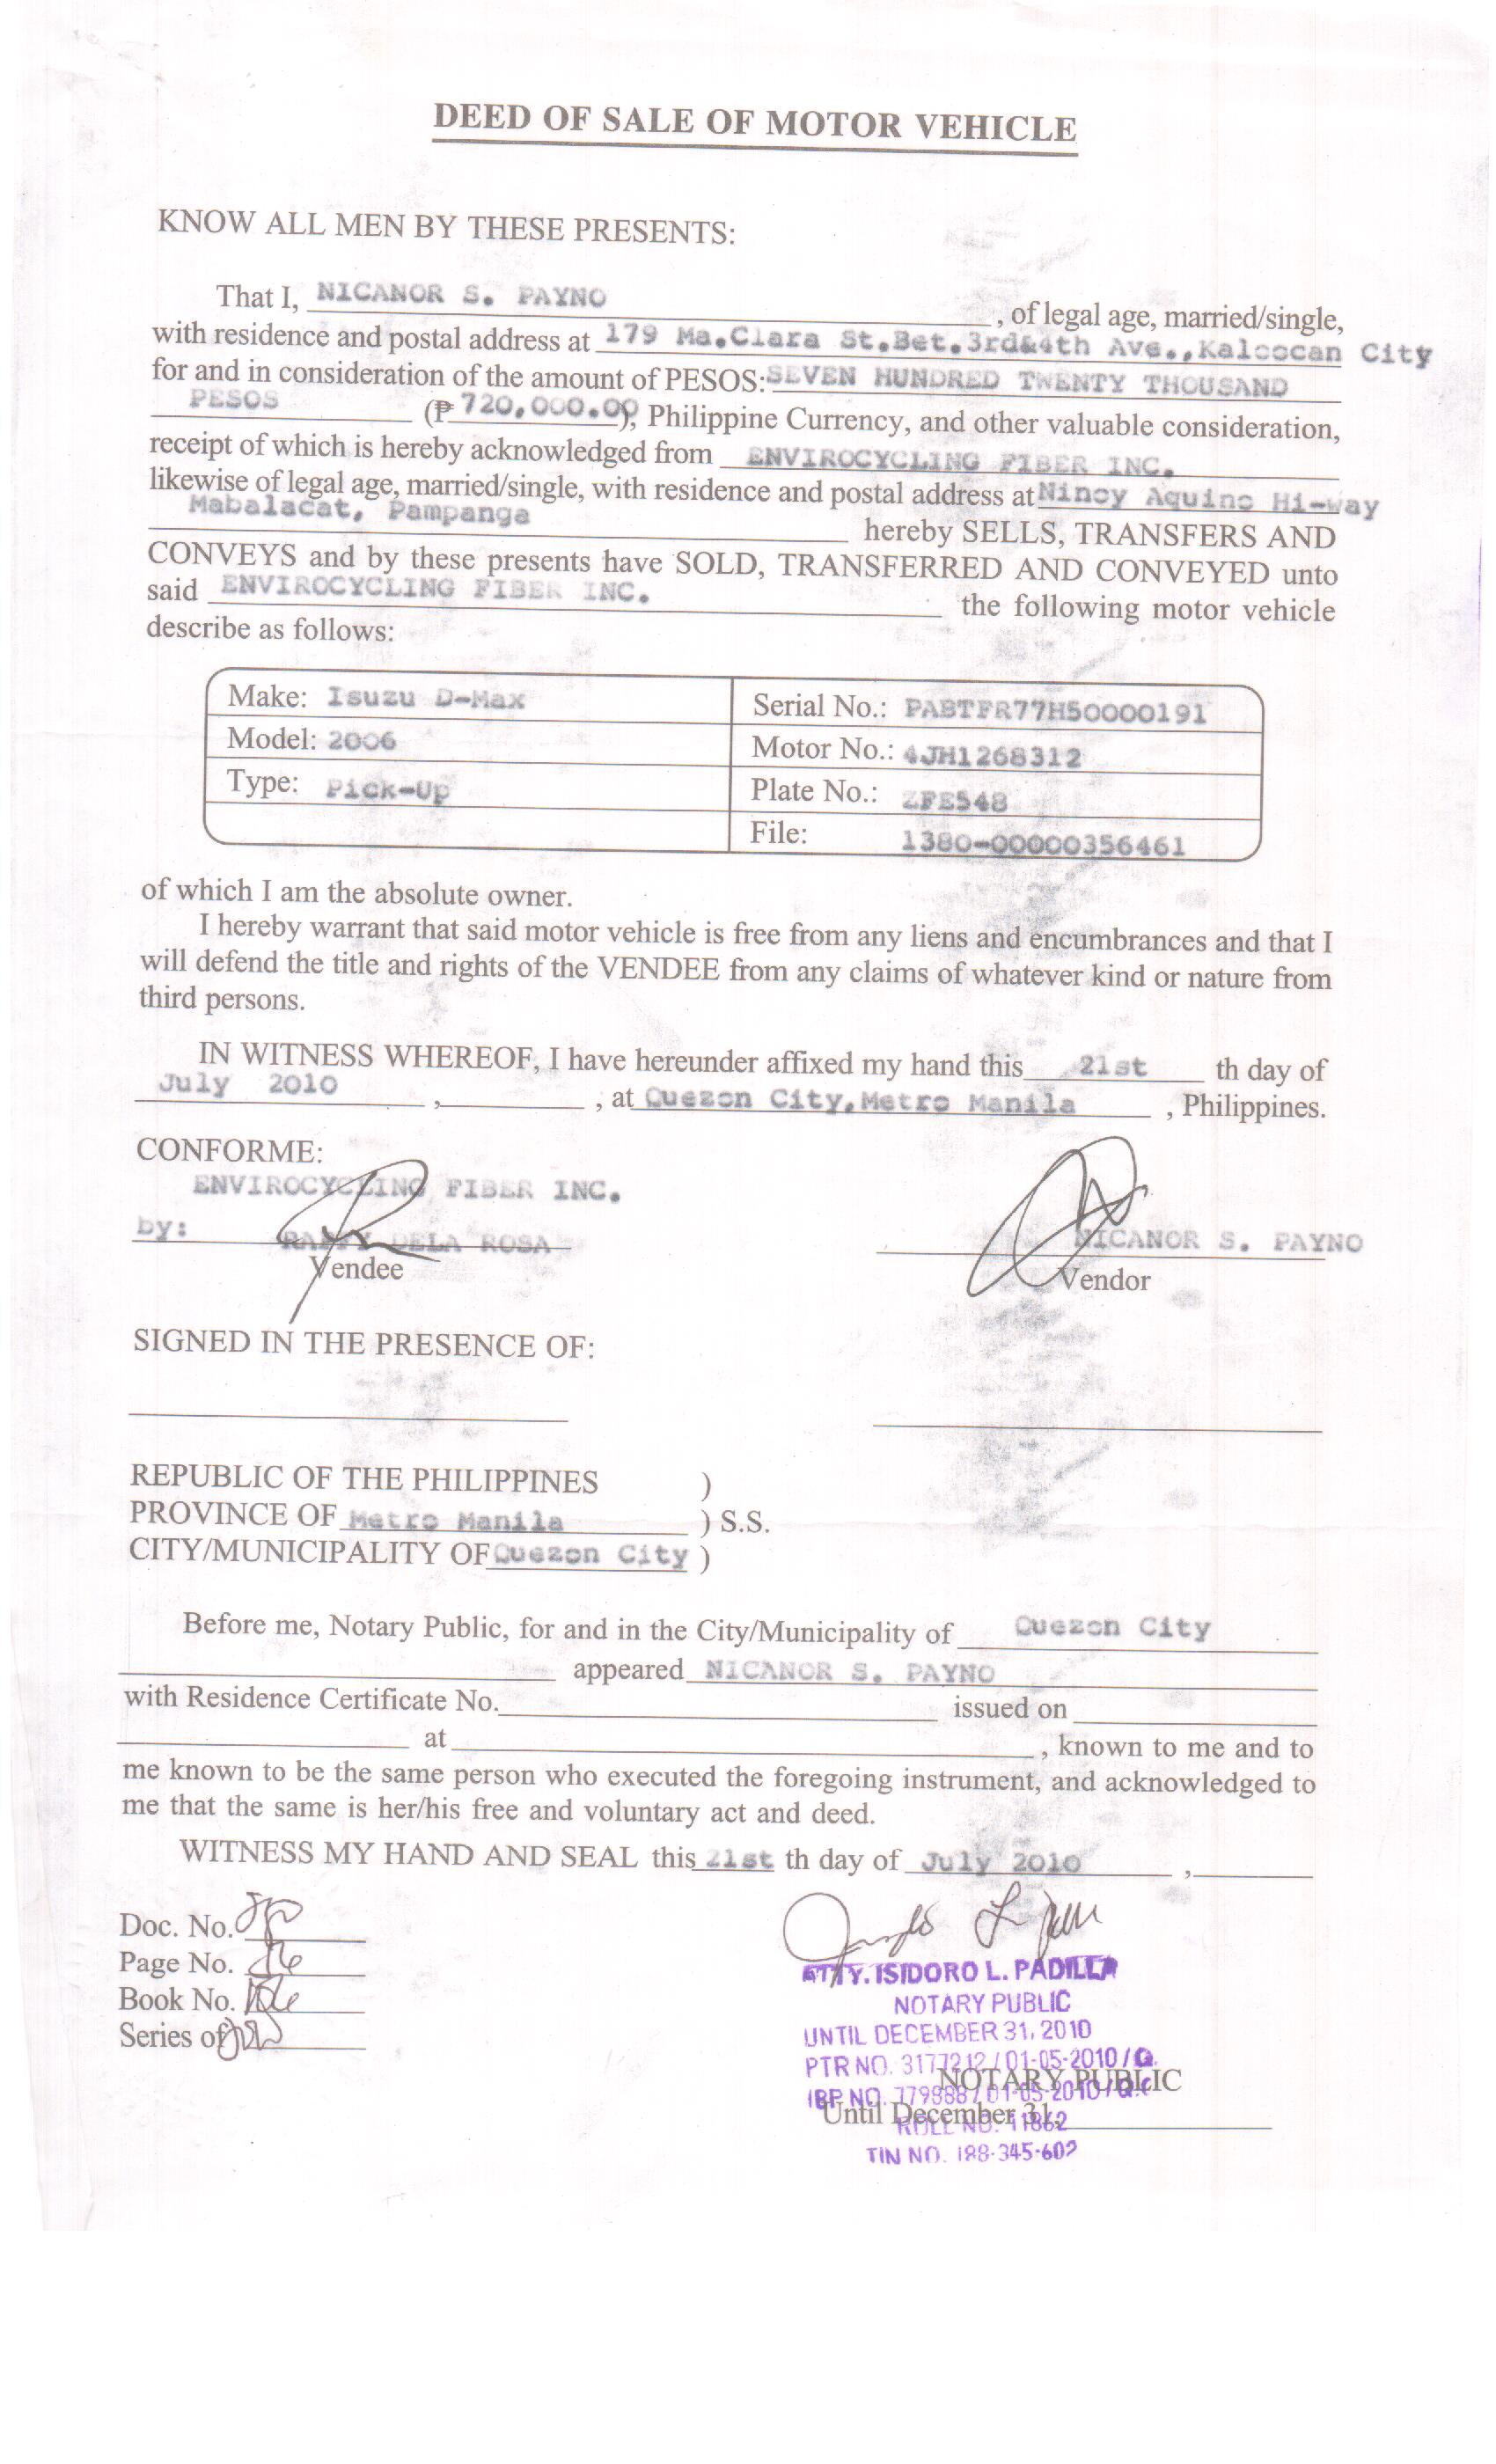 DEED OF SALE OF MOTOR VEHICLE
KNOW ALL MEN BY THESE PRESENTS:
That I, NICANOR S. PAYNO , of legal age, married/single,
with residence and postal address at 179 Ma.Clara St.Bet.3rd&4th Ave.,Kaloocan City
for and in consideration of the amount of PESOS: SEVEN HUNDRED TWENTY THOUSAND
PESOS (₱ 720,000.00), Philippine Currency, and other valuable consideration,
receipt of which is hereby acknowledged from ENVIROCYCLING FIBER INC.
likewise of legal age, married/single, with residence and postal address at Ninoy Aquino Hi-way
Mabalacat, Pampanga hereby SELLS, TRANSFERS AND
CONVEYS and by these presents have SOLD, TRANSFERRED AND CONVEYED unto
said ENVIROCYCLING FIBER INC. the following motor vehicle
describe as follows:
Make: Isuzu D-Max Serial No.: PABTFR77H50000191
Model: 2006 Motor No.: 4JH1268312
Type: Pick-Up Plate No.: ZFE548
File: 1380-00000356461
of which I am the absolute owner.
I hereby warrant that said motor vehicle is free from any liens and encumbrances and that I
will defend the title and rights of the VENDEE from any claims of whatever kind or nature from
third persons.
IN WITNESS WHEREOF, I have hereunder affixed my hand this 21st th day of
July 2010 , , at Quezon City,Metro Manila , Philippines.
CONFORME:
ENVIROCYCLING FIBER INC.
by: DELA ROSA NICANOR S. PAYNO
Vendee Vendor
SIGNED IN THE PRESENCE OF:
REPUBLIC OF THE PHILIPPINES )
PROVINCE OF Metro Manila ) S.S.
CITY/MUNICIPALITY OF Quezon City )
Before me, Notary Public, for and in the City/Municipality of Quezon City
appeared NICANOR S. PAYNO
with Residence Certificate No. issued on
at , known to me and to
me known to be the same person who executed the foregoing instrument, and acknowledged to
me that the same is her/his free and voluntary act and deed.
WITNESS MY HAND AND SEAL this 21st th day of July 2010 ,
Doc. No.
Page No.
Book No.
Series of
ATTY. ISIDORO L. PADILLA
NOTARY PUBLIC
UNTIL DECEMBER 31, 2010
PTR NO. 3177212 / 01-05-2010 / Q.
NOTARY PUBLIC
IBP NO. 779888 / 01-05-2010 / Q.C
Until December 31,
ROLL NO. 11862
TIN NO. 188-345-602